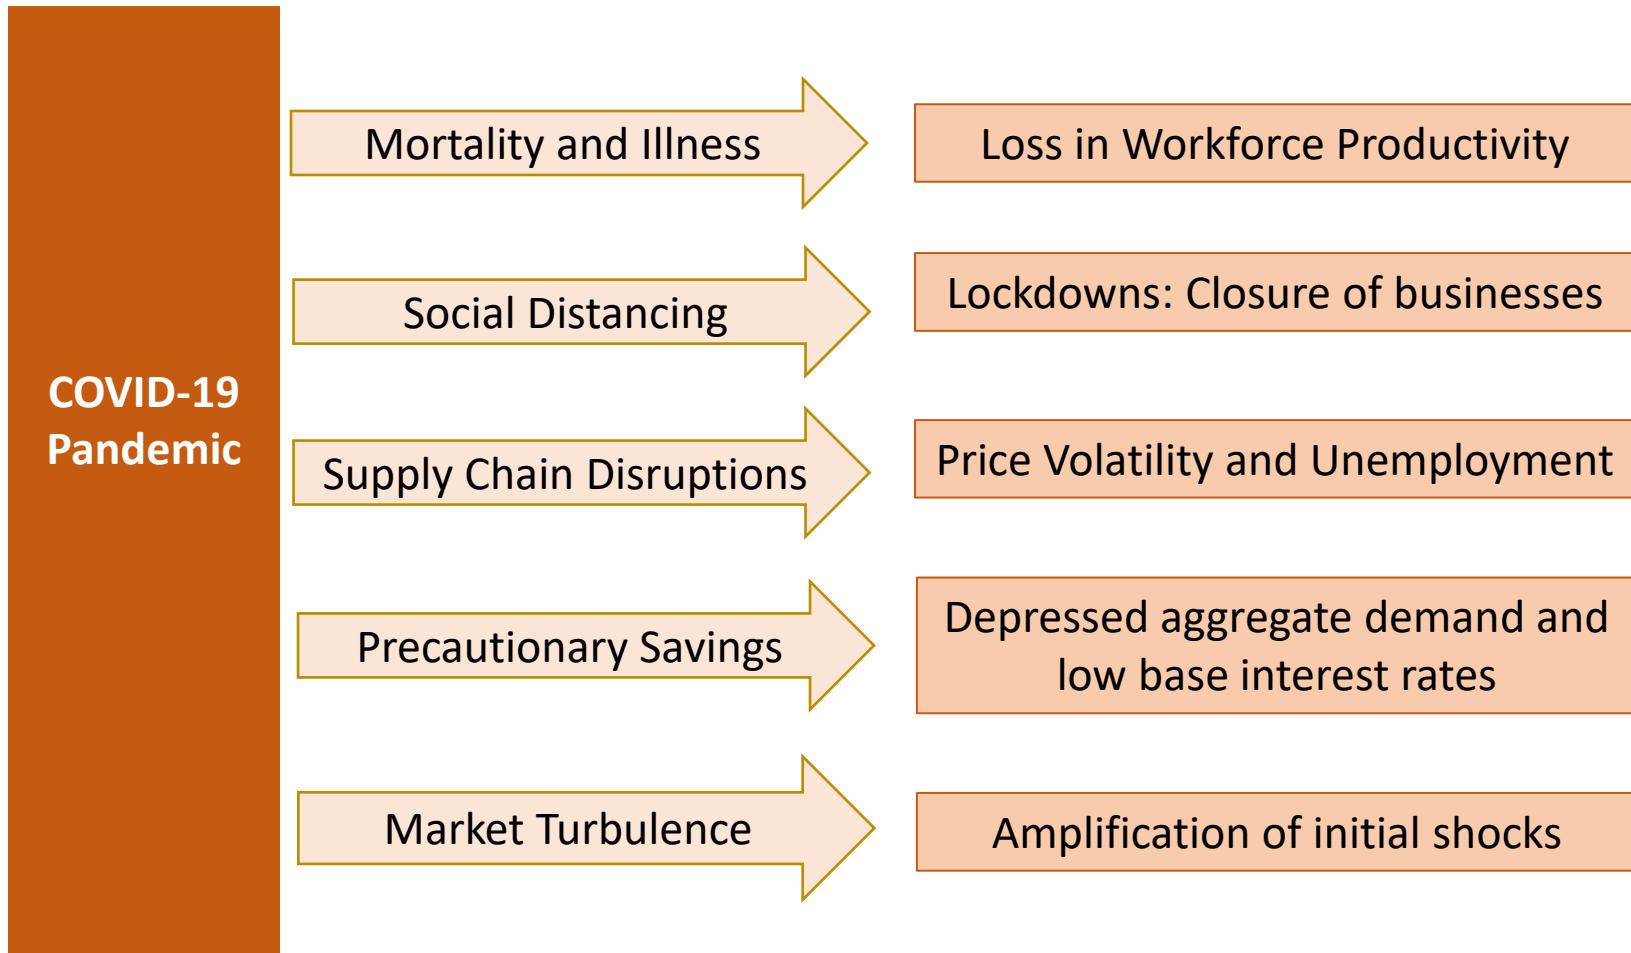 COVID-19
Pandemic
Mortality and Illness
Loss in Workforce Productivity
Social Distancing
Lockdowns: Closure of businesses
Supply Chain Disruptions
Price Volatility and Unemployment
Precautionary Savings
Depressed aggregate demand and
low base interest rates
Market Turbulence
Amplification of initial shocks